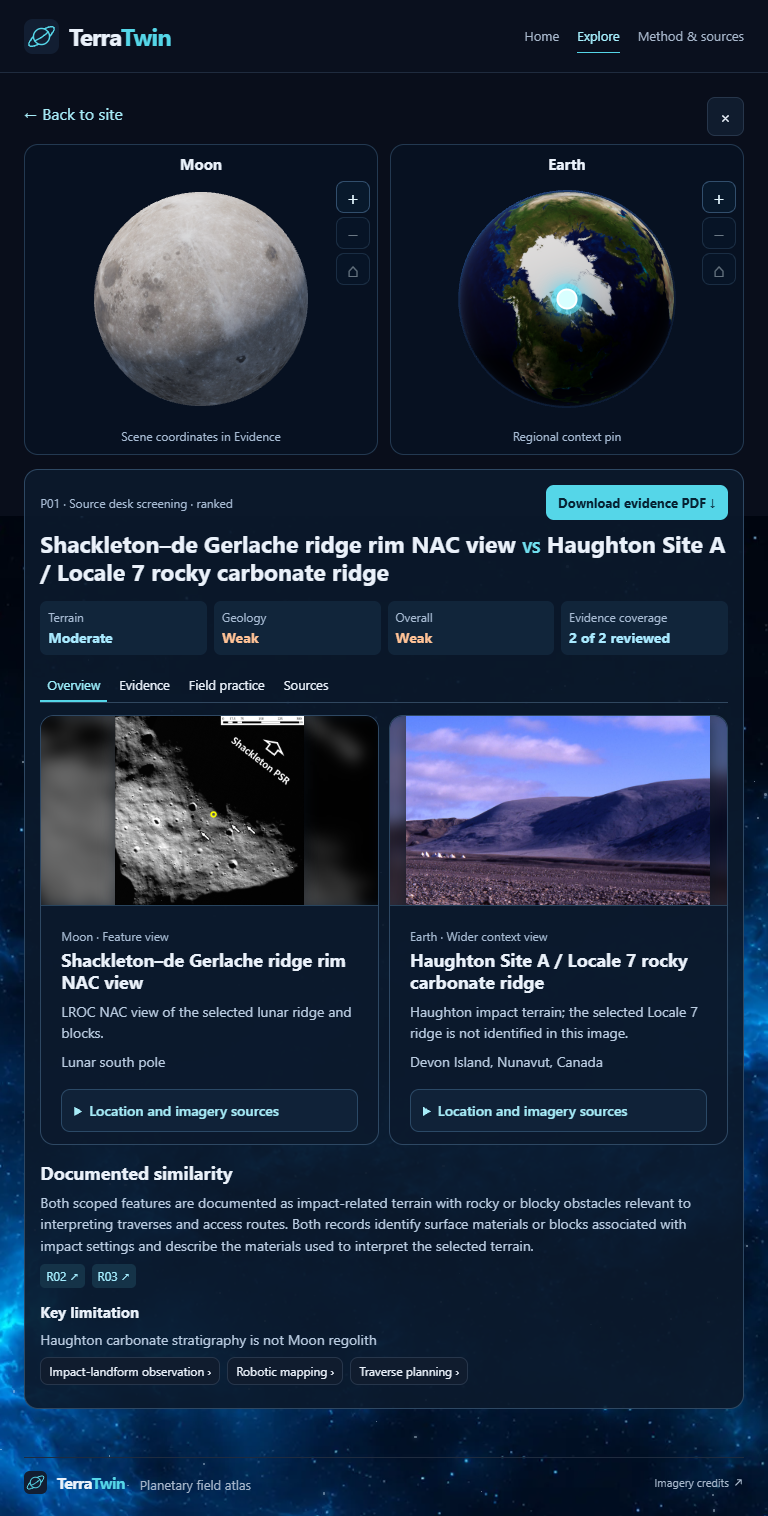 TerraTwin
Home Explore Method & sources
← Back to site
×
Moon
+
−
⌂
Scene coordinates in Evidence
Earth
+
−
⌂
Regional context pin
P01 · Source desk screening · ranked
Download evidence PDF ↓
Shackleton–de Gerlache ridge rim NAC view vs Haughton Site A
/ Locale 7 rocky carbonate ridge
Terrain
Moderate
Geology
Weak
Overall
Weak
Evidence coverage
2 of 2 reviewed
Overview Evidence Field practice Sources
Shackleton PSR
Moon · Feature view
Shackleton–de Gerlache ridge rim
NAC view
LROC NAC view of the selected lunar ridge and
blocks.
Lunar south pole
▶ Location and imagery sources
Earth · Wider context view
Haughton Site A / Locale 7 rocky
carbonate ridge
Haughton impact terrain; the selected Locale 7
ridge is not identified in this image.
Devon Island, Nunavut, Canada
▶ Location and imagery sources
Documented similarity
Both scoped features are documented as impact-related terrain with rocky or blocky obstacles relevant to
interpreting traverses and access routes. Both records identify surface materials or blocks associated with
impact settings and describe the materials used to interpret the selected terrain.
R02 ↗ R03 ↗
Key limitation
Haughton carbonate stratigraphy is not Moon regolith
Impact-landform observation › Robotic mapping › Traverse planning ›
TerraTwin · Planetary field atlas
Imagery credits ↗